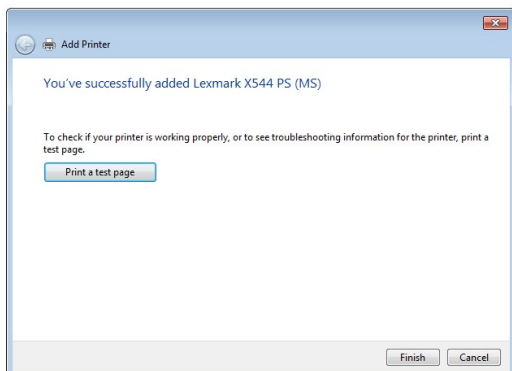 Add Printer
You've successfully added Lexmark X544 PS (MS)
To check if your printer is working properly, or to see troubleshooting information for the printer, print a
test page.
Print a test page
Finish Cancel